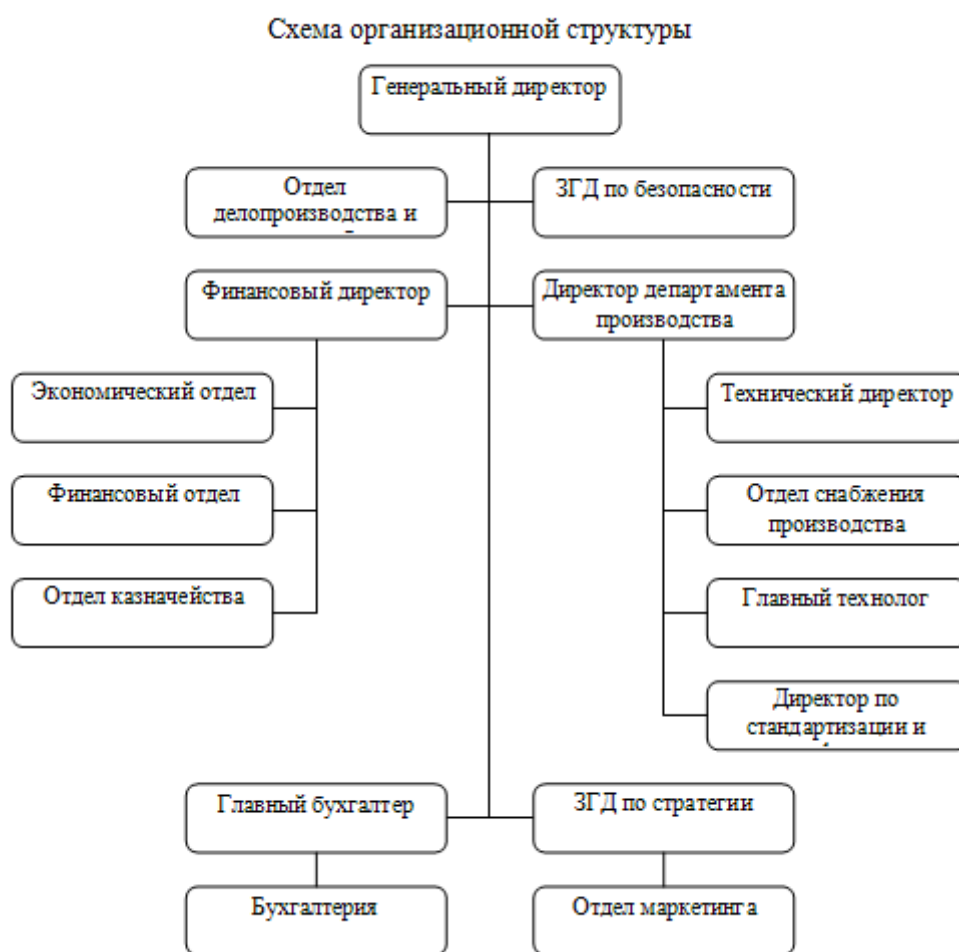 Схема организационной структуры
Генеральный директор
Отдел
делопроизводства и
ЗГД по безопасности
Финансовый директор
Директор департамента
производства
Экономический отдел
Технический директор
Финансовый отдел
Отдел снабжения
производства
Отдел казначейства
Главный технолог
Директор по
стандартизации и
Главный бухгалтер
ЗГД по стратегии
Бухгалтерия
Отдел маркетинга